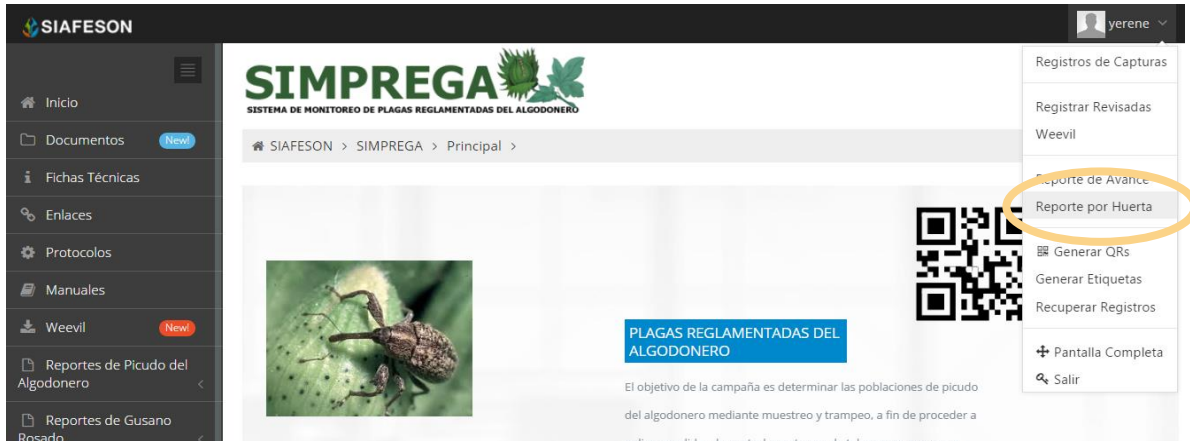 SIAFESON
yerene
Inicio
Documentos New!
Fichas Técnicas
Enlaces
Protocolos
Manuales
Weevil New!
Reportes de Picudo del
Algodonero
Reportes de Gusano
Rosado
SIMPREGA
SISTEMA DE MONITOREO DE PLAGAS REGLAMENTADAS DEL ALGODONERO
SIAFESON > SIMPREGA > Principal >
PLAGAS REGLAMENTADAS DEL
ALGODONERO
El objetivo de la campaña es determinar las poblaciones de picudo
del algodonero mediante muestreo y trampeo, a fin de proceder a
Registros de Capturas
Registrar Revisadas
Weevil
Reporte de Avance
Reporte por Huerta
Generar QRs
Generar Etiquetas
Recuperar Registros
Pantalla Completa
Salir